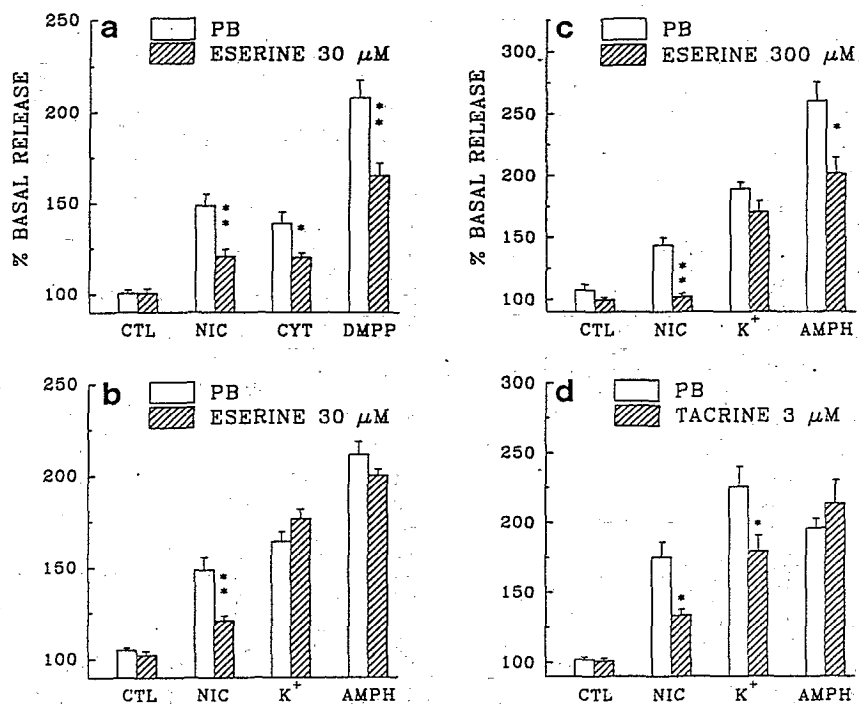 a
PB
ESERINE 30 µM
% BASAL RELEASE
250
200
150
100
**
*
**
CTL NIC CYT DMPP
c
PB
ESERINE 300 µM
% BASAL RELEASE
300
250
200
150
100
**
*
CTL NIC K+ AMPH
b
PB
ESERINE 30 µM
250
200
150
100
**
CTL NIC K+ AMPH
d
PB
TACRINE 3 µM
300
250
200
150
100
*
*
CTL NIC K+ AMPH